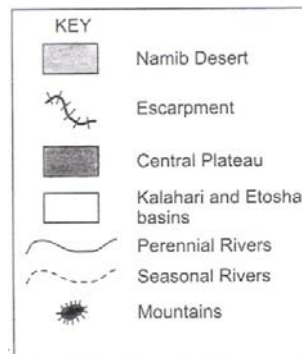 KEY
Namib Desert
Escarpment
Central Plateau
Kalahari and Etosha
basins
Perennial Rivers
Seasonal Rivers
Mountains